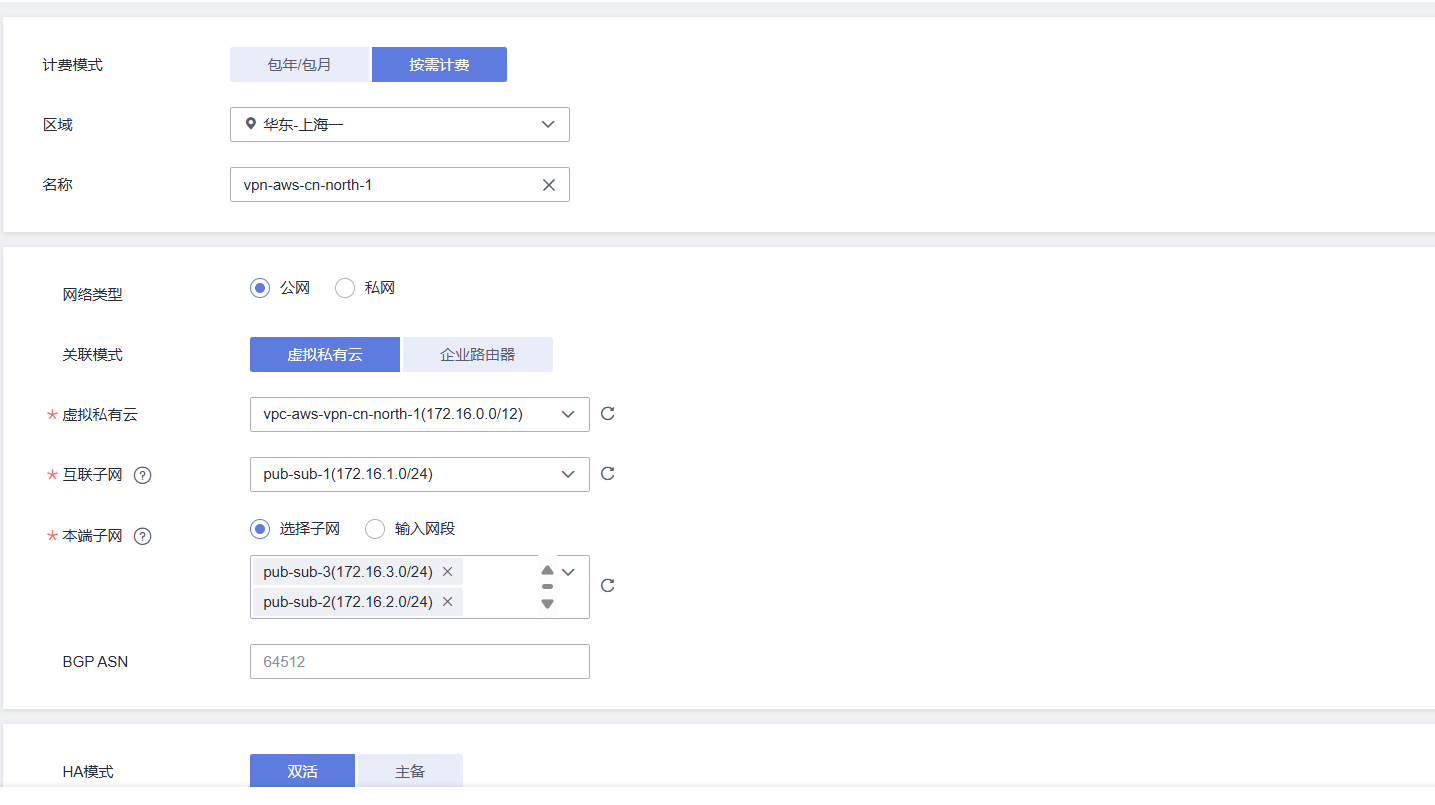 计费模式 包年/包月 按需计费
区域 华东-上海一
名称 vpn-aws-cn-north-1
网络类型 公网 私网
关联模式 虚拟私有云 企业路由器
* 虚拟私有云 vpc-aws-vpn-cn-north-1(172.16.0.0/12)
* 互联子网 ? pub-sub-1(172.16.1.0/24)
* 本端子网 ? 选择子网 输入网段
pub-sub-3(172.16.3.0/24)
pub-sub-2(172.16.2.0/24)
BGP ASN 64512
HA模式 双活 主备